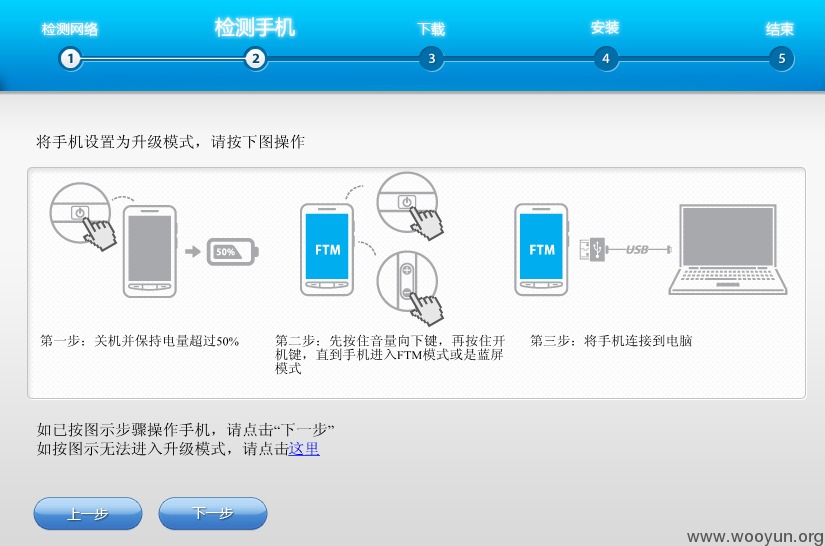 检测网络
检测手机
下载
安装
结束
1
2
3
4
5
将手机设置为升级模式，请按下图操作
50%
FTM
FTM
USB
第一步：关机并保持电量超过50%
第二步：先按住音量向下键，再按住开
机键，直到手机进入FTM模式或是蓝屏
模式
第三步：将手机连接到电脑
如已按图示步骤操作手机，请点击“下一步”
如按图示无法进入升级模式，请点击这里
上一步
下一步
www.wooyun.org